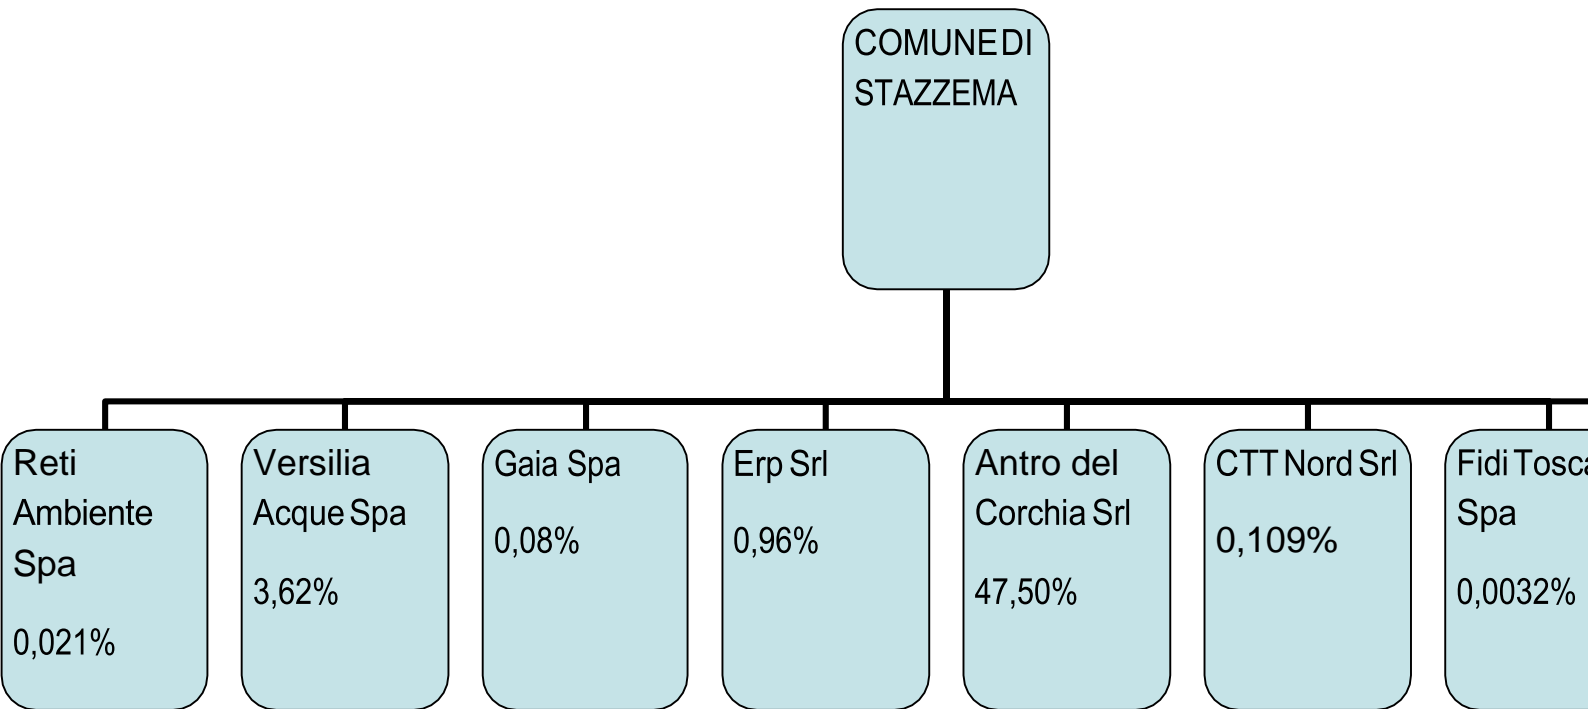 COMUNE DI
STAZZEMA
Reti
Ambiente
Spa
0,021%
Versilia
Acque Spa
3,62%
Gaia Spa
0,08%
Erp Srl
0,96%
Antro del
Corchia Srl
47,50%
CTT Nord Srl
0,109%
Fidi
Spa
0,0032%